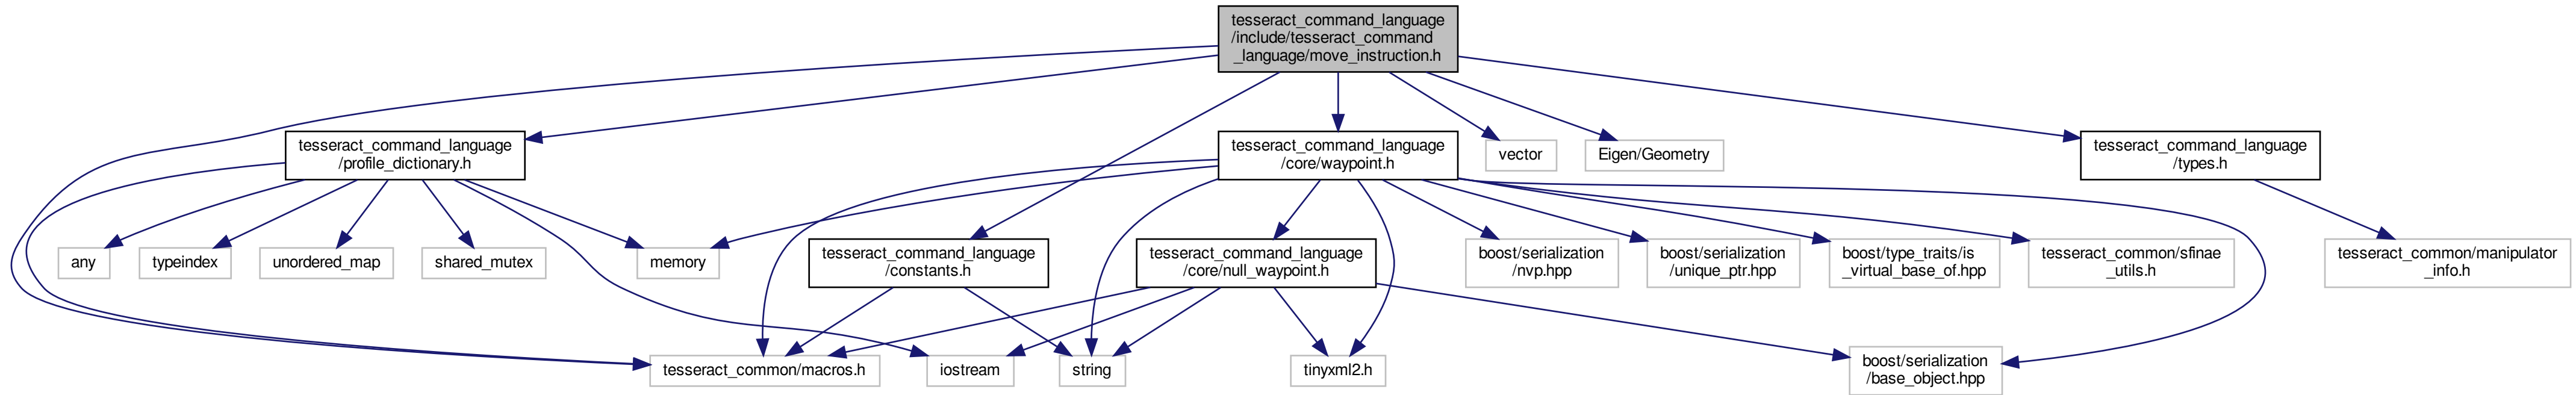 tesseract_command_language
/include/tesseract_command
_language/move_instruction.h
tesseract_command_language
/profile_dictionary.h
tesseract_command_language
/core/waypoint.h
vector
Eigen/Geometry
tesseract_command_language
/types.h
any
typeindex
unordered_map
shared_mutex
memory
tesseract_command_language
/constants.h
tesseract_command_language
/core/null_waypoint.h
boost/serialization
/nvp.hpp
boost/serialization
/unique_ptr.hpp
boost/type_traits/is
_virtual_base_of.hpp
tesseract_common/sfinae
_utils.h
tesseract_common/manipulator
_info.h
tesseract_common/macros.h
iostream
string
tinyxml2.h
boost/serialization
/base_object.hpp